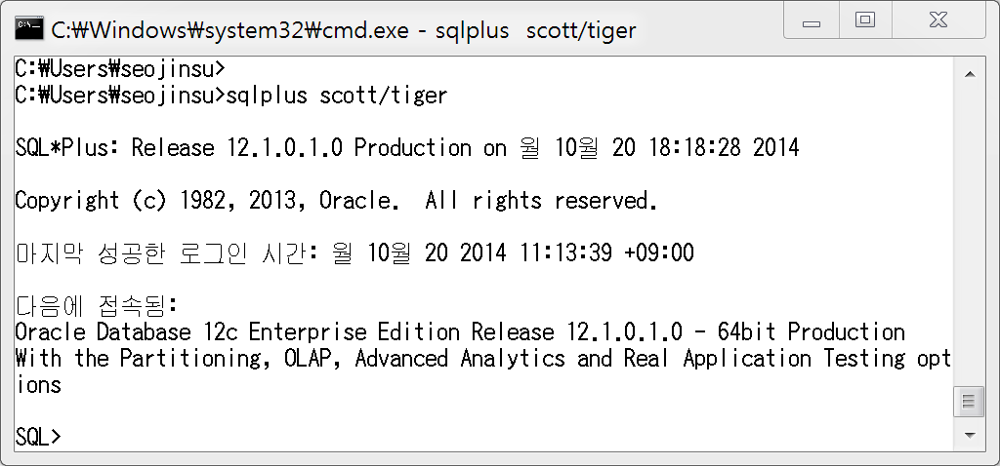 C:₩Windows₩system32₩cmd.exe - sqlplus  scott/tiger
C:₩Users₩seojinsu>
C:₩Users₩seojinsu>sqlplus scott/tiger
SQL*Plus: Release 12.1.0.1.0 Production on 월 10월 20 18:18:28 2014
Copyright (c) 1982, 2013, Oracle.  All rights reserved.
마지막 성공한 로그인 시간: 월 10월 20 2014 11:13:39 +09:00
다음에 접속됨:
Oracle Database 12c Enterprise Edition Release 12.1.0.1.0 - 64bit Production
With the Partitioning, OLAP, Advanced Analytics and Real Application Testing opt
ions
SQL>